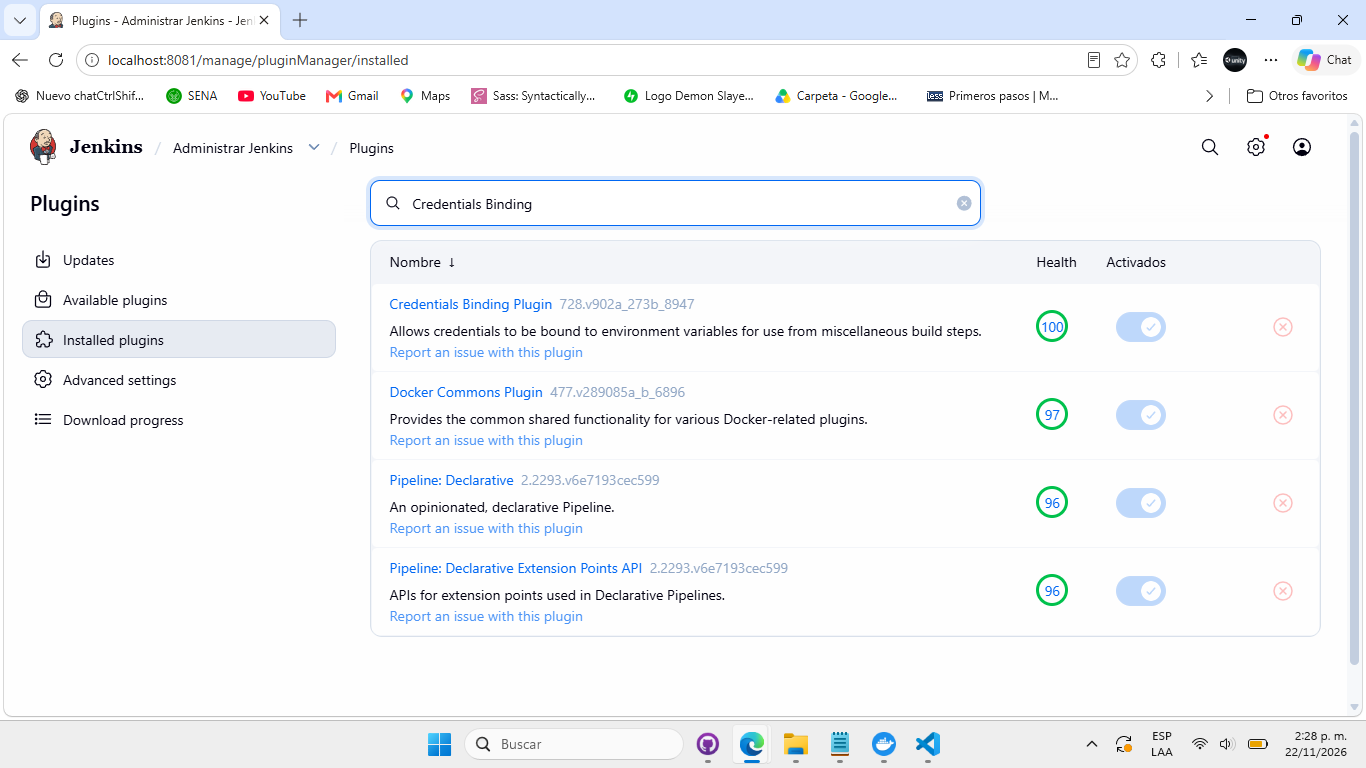 Plugins - Administrar Jenkins - Jen
localhost:8081/manage/pluginManager/installed
unity
Chat
Nuevo chatCtrlShif...
SENA
YouTube
Gmail
Maps
Sass: Syntactically...
Logo Demon Slaye...
Carpeta - Google...
less
Primeros pasos | M...
Otros favoritos
Jenkins / Administrar Jenkins / Plugins
Plugins
Updates
Available plugins
Installed plugins
Advanced settings
Download progress
Credentials Binding
Nombre ↓ Health Activados
Credentials Binding Plugin 728.v902a_273b_8947
Allows credentials to be bound to environment variables for use from miscellaneous build steps.
Report an issue with this plugin
100
Docker Commons Plugin 477.v289085a_b_6896
Provides the common shared functionality for various Docker-related plugins.
Report an issue with this plugin
97
Pipeline: Declarative 2.2293.v6e7193cec599
An opinionated, declarative Pipeline.
Report an issue with this plugin
96
Pipeline: Declarative Extension Points API 2.2293.v6e7193cec599
APIs for extension points used in Declarative Pipelines.
Report an issue with this plugin
96
Buscar
ESP
LAA
2:28 p. m.
22/11/2026